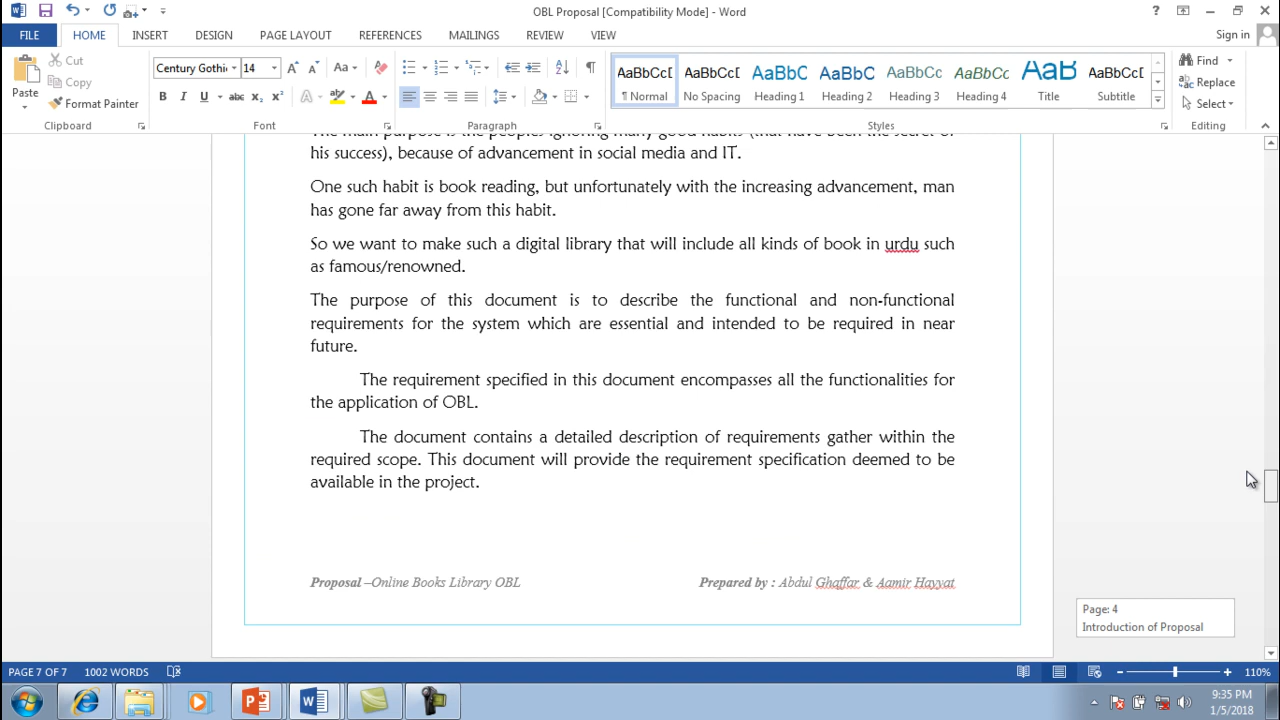 OBL Proposal [Compatibility Mode] - Word
?
FILE HOME INSERT DESIGN PAGE LAYOUT REFERENCES MAILINGS REVIEW VIEW Sign in
Paste
Cut
Copy
Format Painter
Clipboard
Century Gothi 14 Aa
B I U abc x₂ x² A A
Font
Paragraph
AaBbCcD AaBbCcD AaBbC AaBbC AaBbCc AaBbCc AaB AaBbCcD
¶ Normal No Spacing Heading 1 Heading 2 Heading 3 Heading 4 Title Subtitle
Styles
Find
Replace
Select
Editing
The main purpose is the peoples ignoring many good habits (that have been the secret of
his success), because of advancement in social media and IT.
One such habit is book reading, but unfortunately with the increasing advancement, man
has gone far away from this habit.
So we want to make such a digital library that will include all kinds of book in urdu such
as famous/renowned.
The purpose of this document is to describe the functional and non-functional
requirements for the system which are essential and intended to be required in near
future.
The requirement specified in this document encompasses all the functionalities for
the application of OBL.
The document contains a detailed description of requirements gather within the
required scope. This document will provide the requirement specification deemed to be
available in the project.
Proposal –Online Books Library OBL Prepared by : Abdul Ghaffar & Aamir Hayyat
Page: 4
Introduction of Proposal
PAGE 7 OF 7 1002 WORDS 110%
9:35 PM
1/5/2018